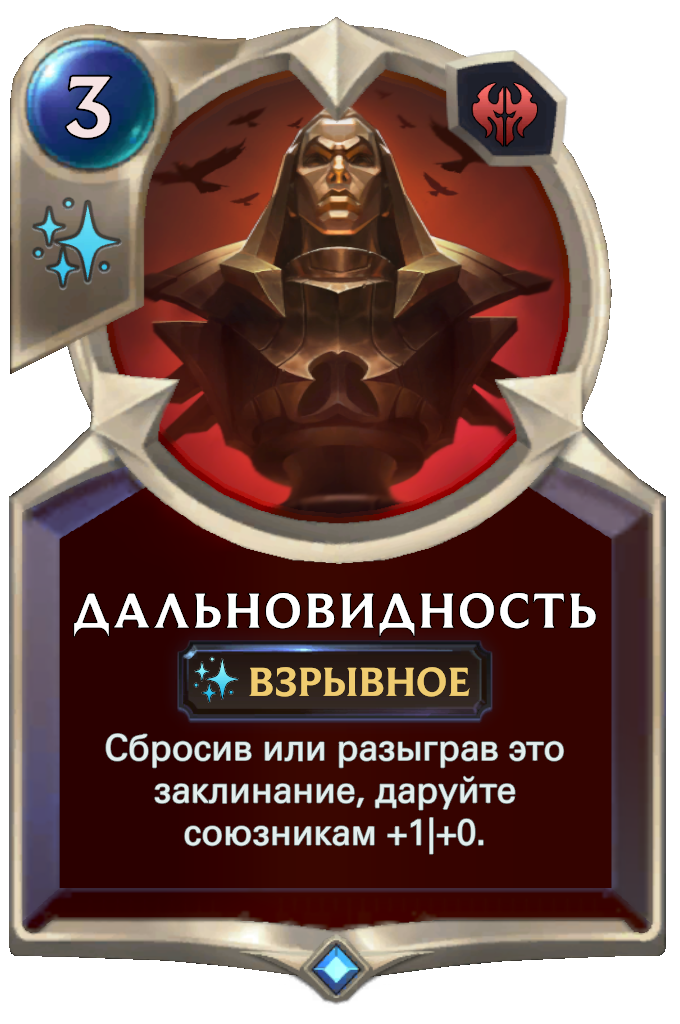 3
ДАЛЬНОВИДНОСТЬ
ВЗРЫВНОЕ
Сбросив или разыграв это
заклинание, даруйте
союзникам +1|+0.